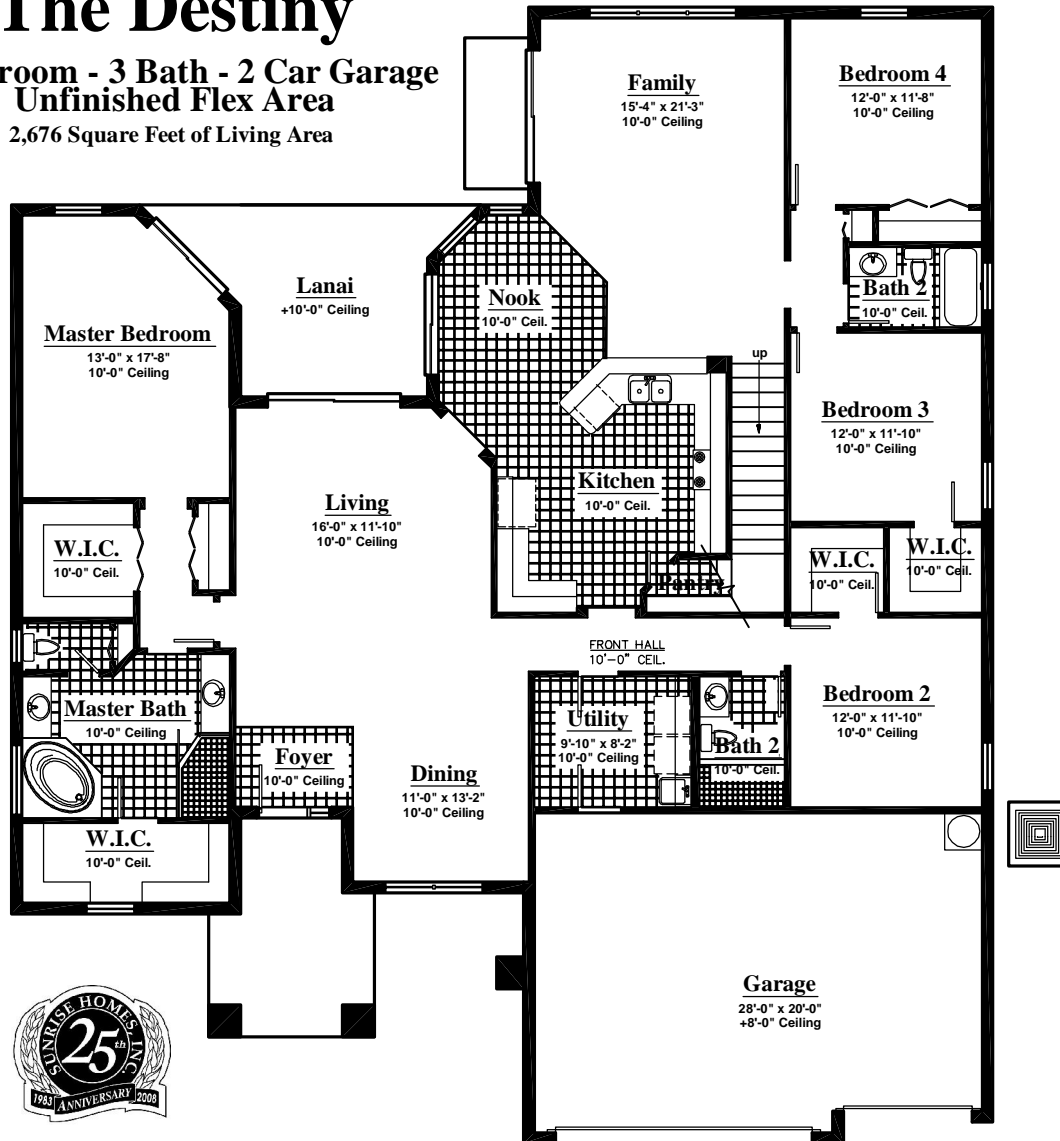 The Destiny
room - 3 Bath - 2 Car Garage
Unfinished Flex Area
2,676 Square Feet of Living Area
Family
15'-4" x 21'-3"
10'-0" Ceiling
Bedroom 4
12'-0" x 11'-8"
10'-0" Ceiling
Lanai
+10'-0" Ceiling
Nook
10'-0" Ceil.
Bath 2
10'-0" Ceil.
Master Bedroom
13'-0" x 17'-8"
10'-0" Ceiling
up
Bedroom 3
12'-0" x 11'-10"
10'-0" Ceiling
Kitchen
10'-0" Ceil.
Living
16'-0" x 11'-10"
10'-0" Ceiling
W.I.C.
10'-0" Ceil.
W.I.C.
10'-0" Ceil.
W.I.C.
10'-0" Ceil.
Pantry
FRONT HALL
10'-0" CEIL.
Bedroom 2
12'-0" x 11'-10"
10'-0" Ceiling
Master Bath
10'-0" Ceiling
Utility
9'-10" x 8'-2"
10'-0" Ceiling
Bath 2
10'-0" Ceil.
Foyer
10'-0" Ceiling
Dining
11'-0" x 13'-2"
10'-0" Ceiling
W.I.C.
10'-0" Ceil.
Garage
28'-0" x 20'-0"
+8'-0" Ceiling
SUNRISE HOMES, INC.
25th
1983 ANNIVERSARY 2008